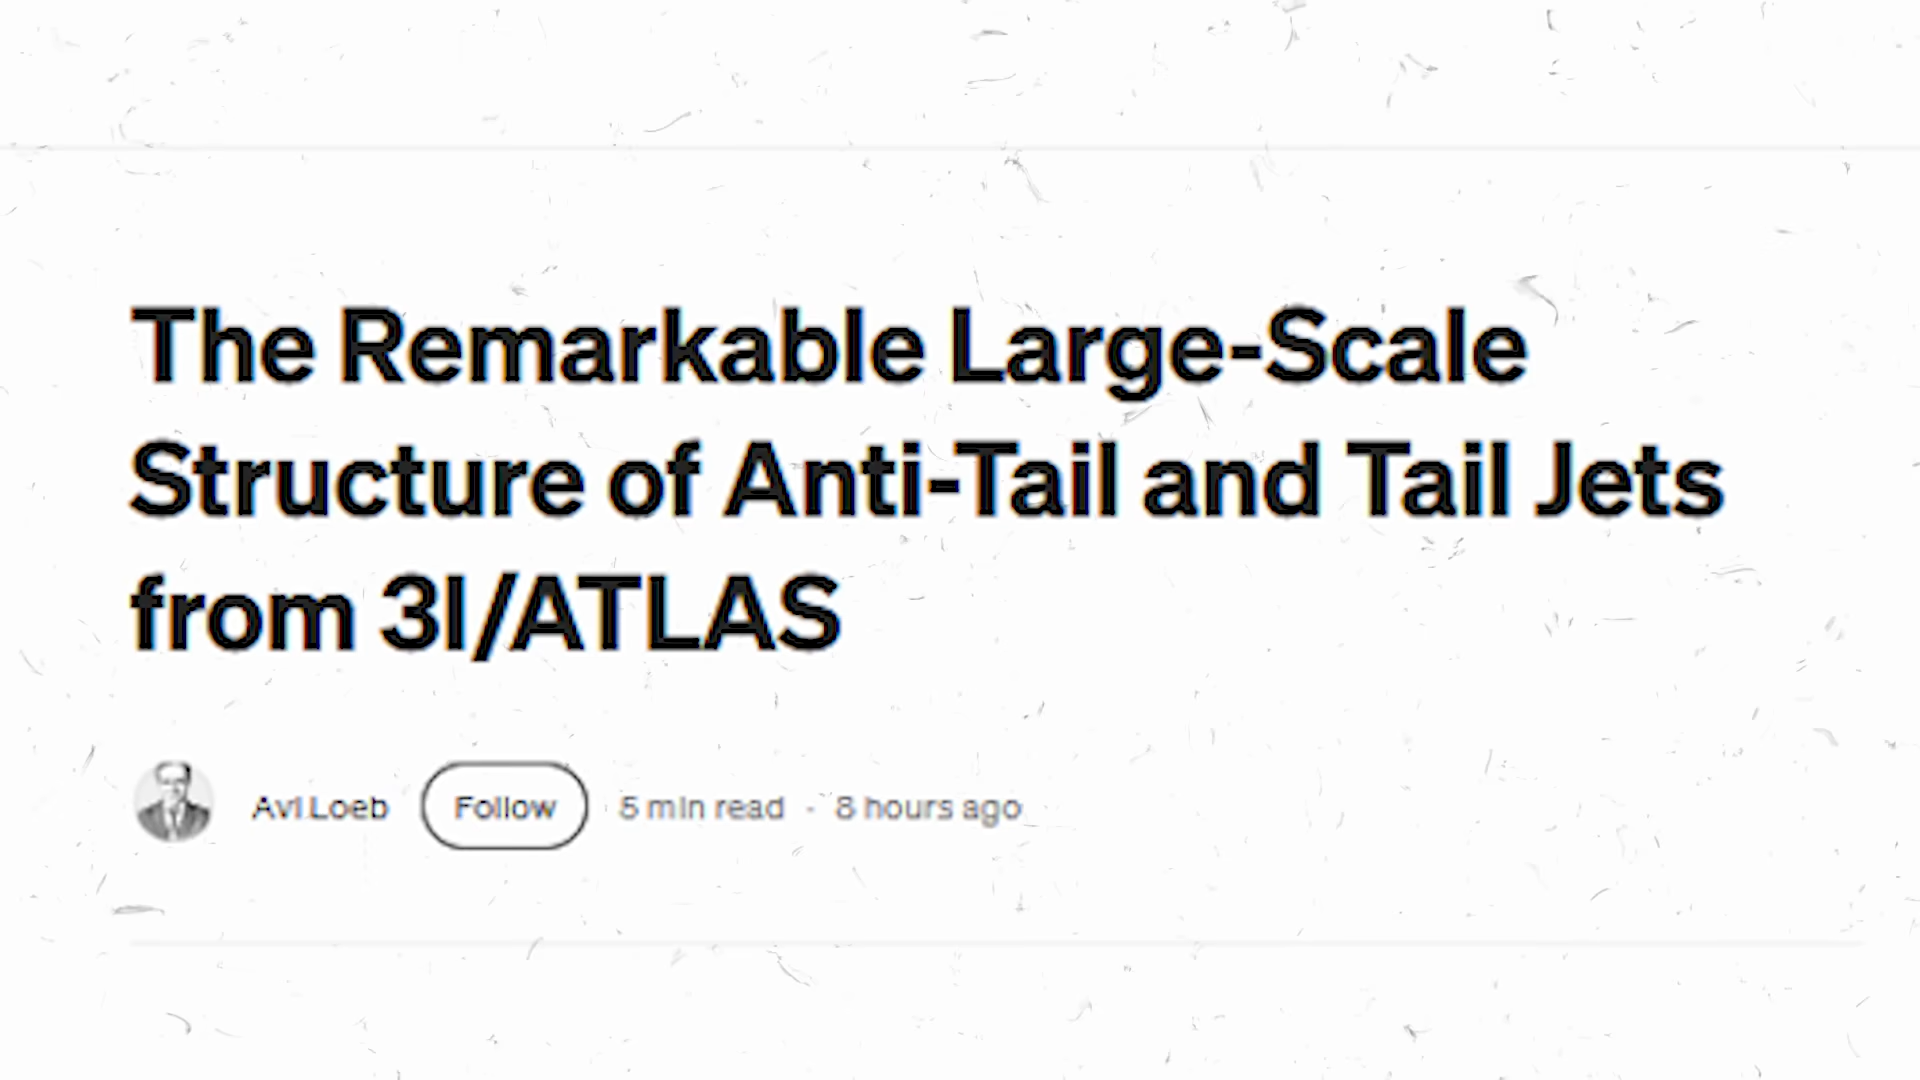 The Remarkable Large-Scale
Structure of Anti-Tail and Tail Jets
from 3I/ATLAS
Avi Loeb Follow 5 min read · 8 hours ago